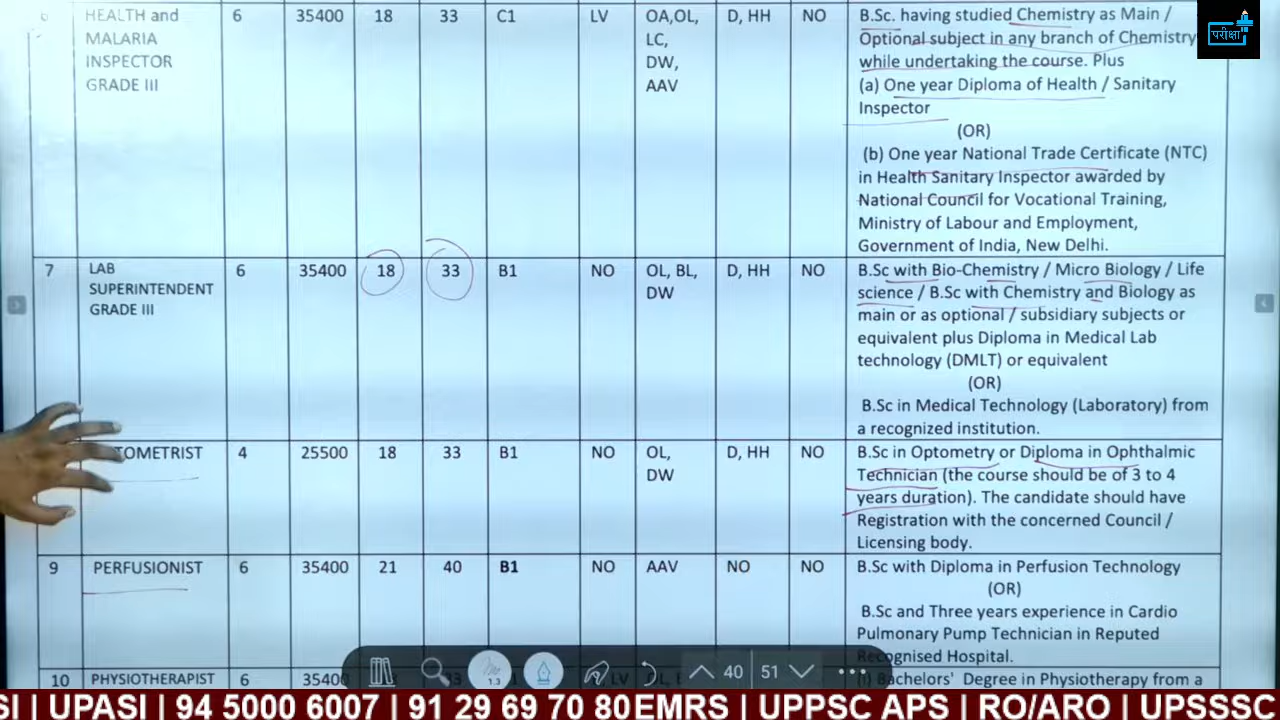 HEALTH and MALARIA INSPECTOR GRADE III
6
35400
18
33
C1
LV
OA,OL, LC, DW, AAV
D, HH
NO
B.Sc. having studied Chemistry as Main /
Optional subject in any branch of Chemistry
while undertaking the course. Plus
(a) One year Diploma of Health / Sanitary
Inspector
(OR)
(b) One year National Trade Certificate (NTC)
in Health Sanitary Inspector awarded by
National Council for Vocational Training,
Ministry of Labour and Employment,
Government of India, New Delhi.
परीक्षा
7
LAB SUPERINTENDENT GRADE III
6
35400
18
33
B1
NO
OL, BL, DW
D, HH
NO
B.Sc with Bio-Chemistry / Micro Biology / Life
science / B.Sc with Chemistry and Biology as
main or as optional / subsidiary subjects or
equivalent plus Diploma in Medical Lab
technology (DMLT) or equivalent
(OR)
B.Sc in Medical Technology (Laboratory) from
a recognized institution.
TOMETRIST
4
25500
18
33
B1
NO
OL, DW
D, HH
NO
B.Sc in Optometry or Diploma in Ophthalmic
Technician (the course should be of 3 to 4
years duration). The candidate should have
Registration with the concerned Council /
Licensing body.
9
PERFUSIONIST
6
35400
21
40
B1
NO
AAV
NO
NO
B.Sc with Diploma in Perfusion Technology
(OR)
B.Sc and Three years experience in Cardio
Pulmonary Pump Technician in Reputed
Recognised Hospital.
10
PHYSIOTHERAPIST
6
35400
Bachelors' Degree in Physiotherapy from a
40
51
SI | UPASI | 94 5000 6007 | 91 29 69 70 80 EMRS | UPPSC APS | RO/ARO | UPSSSC